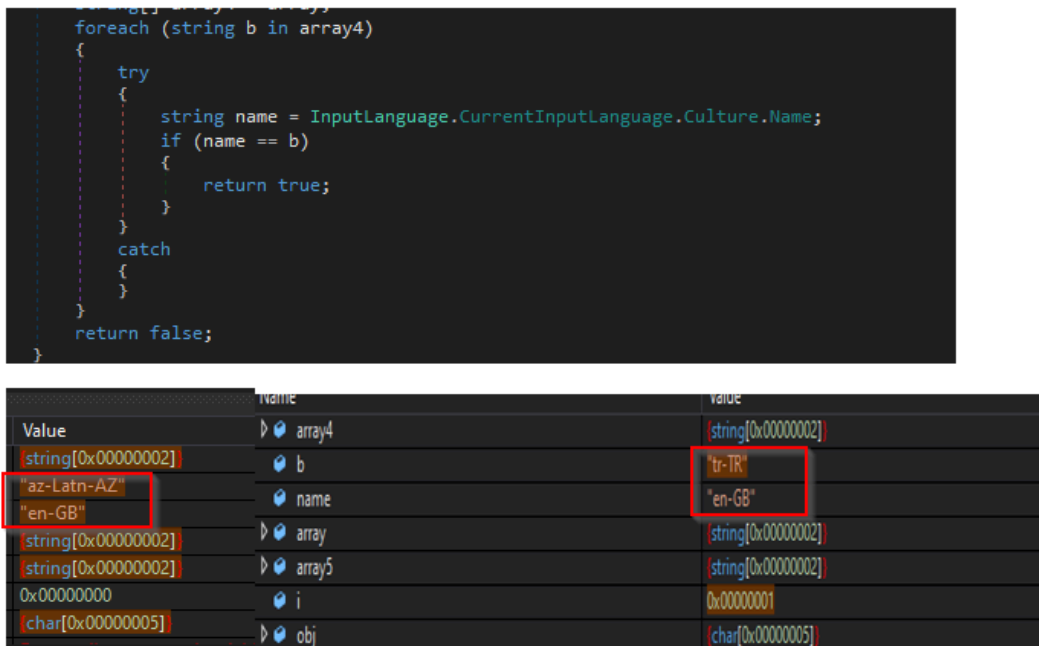 foreach (string b in array4)
{
try
{
string name = InputLanguage.CurrentInputLanguage.Culture.Name;
if (name == b)
{
return true;
}
}
catch
{
}
}
return false;
}
Value
{string[0x00000002]}
"az-Latn-AZ"
"en-GB"
{string[0x00000002]}
{string[0x00000002]}
0x00000000
{char[0x00000005]}
Name Value
array4 {string[0x00000002]}
b "tr-TR"
name "en-GB"
array {string[0x00000002]}
array5 {string[0x00000002]}
i 0x00000001
obj {char[0x00000005]}